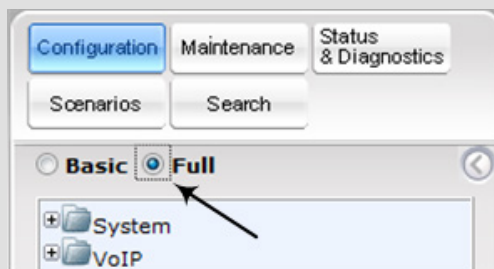 Configuration Maintenance Status & Diagnostics
Scenarios Search
Basic Full
System
VoIP